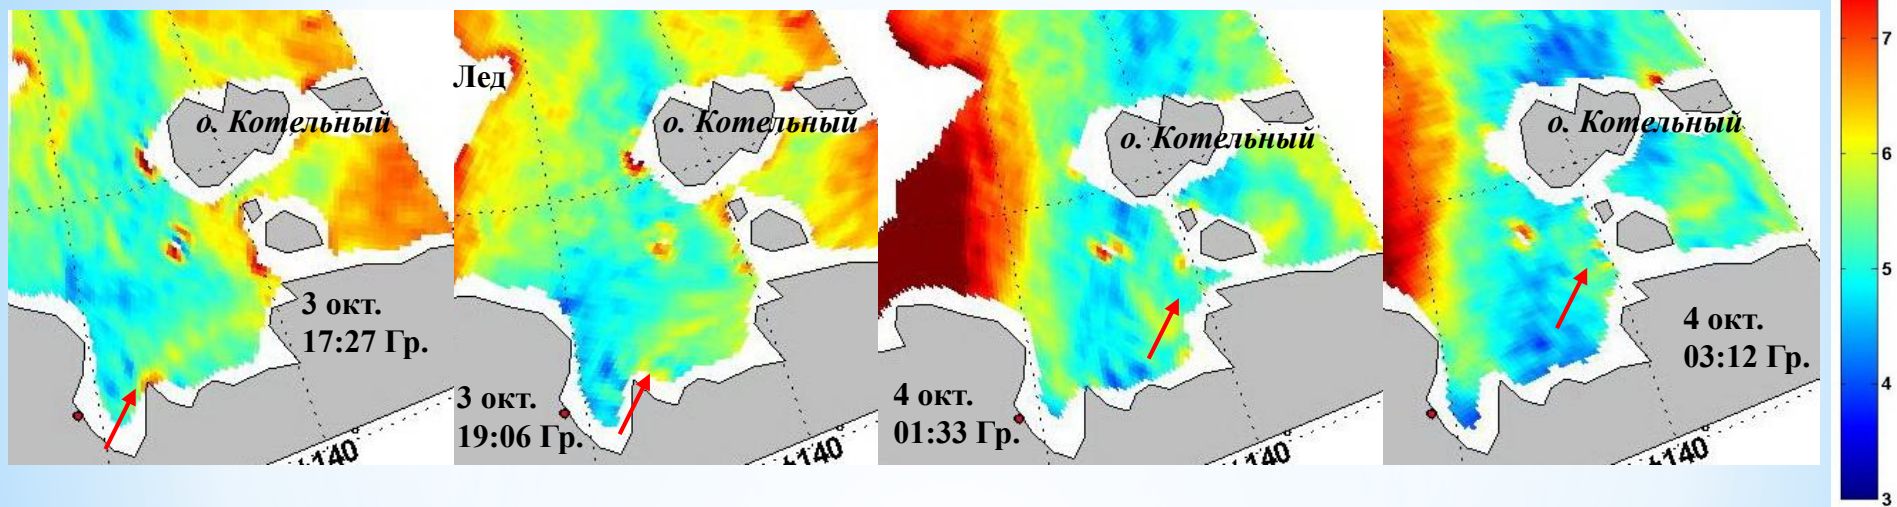 о. Котельный
3 окт.
17:27 Гр.
140
Лед
о. Котельный
3 окт.
19:06 Гр.
140
о. Котельный
4 окт.
01:33 Гр.
140
о. Котельный
4 окт.
03:12 Гр.
140
7
6
5
4
3